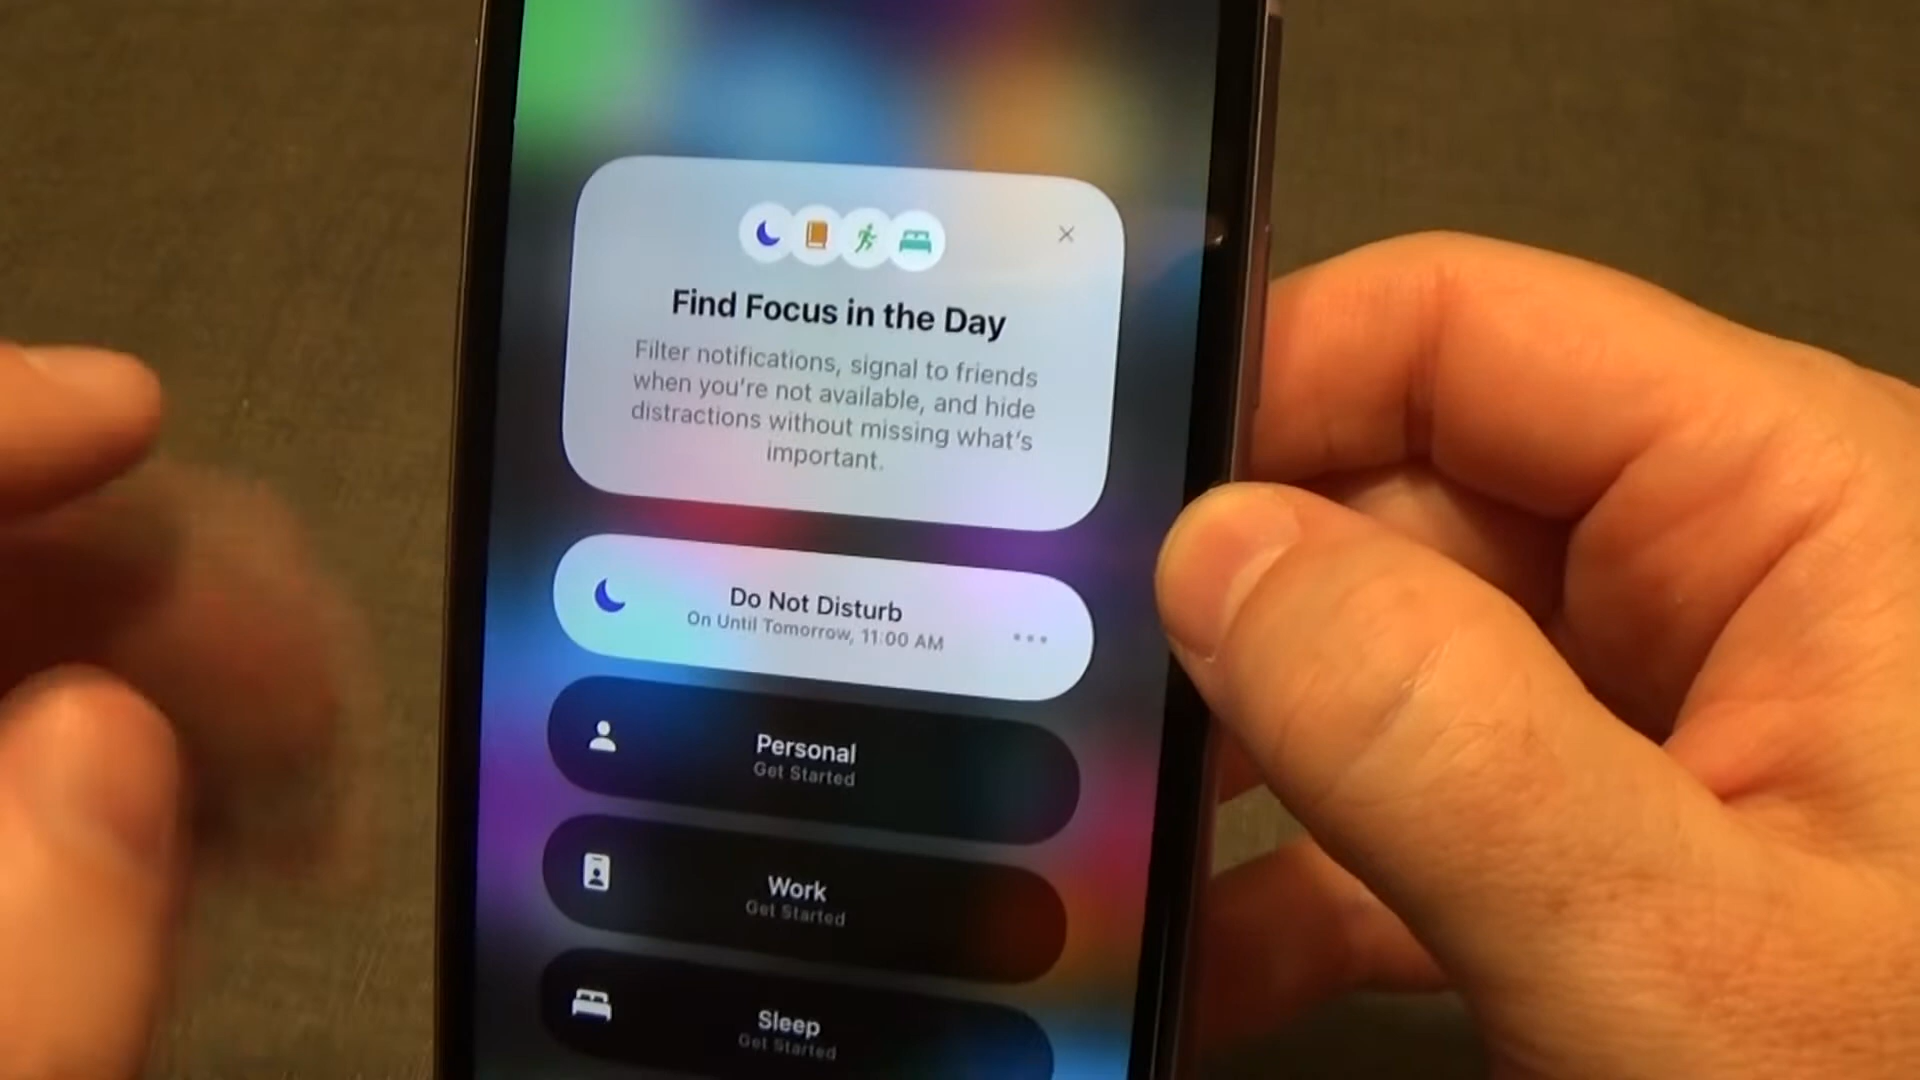 Find Focus in the Day
Filter notifications, signal to friends
when you're not available, and hide
distractions without missing what's
important.
Do Not Disturb
On Until Tomorrow, 11:00 AM
Personal
Get Started
Work
Get Started
Sleep
Get Started